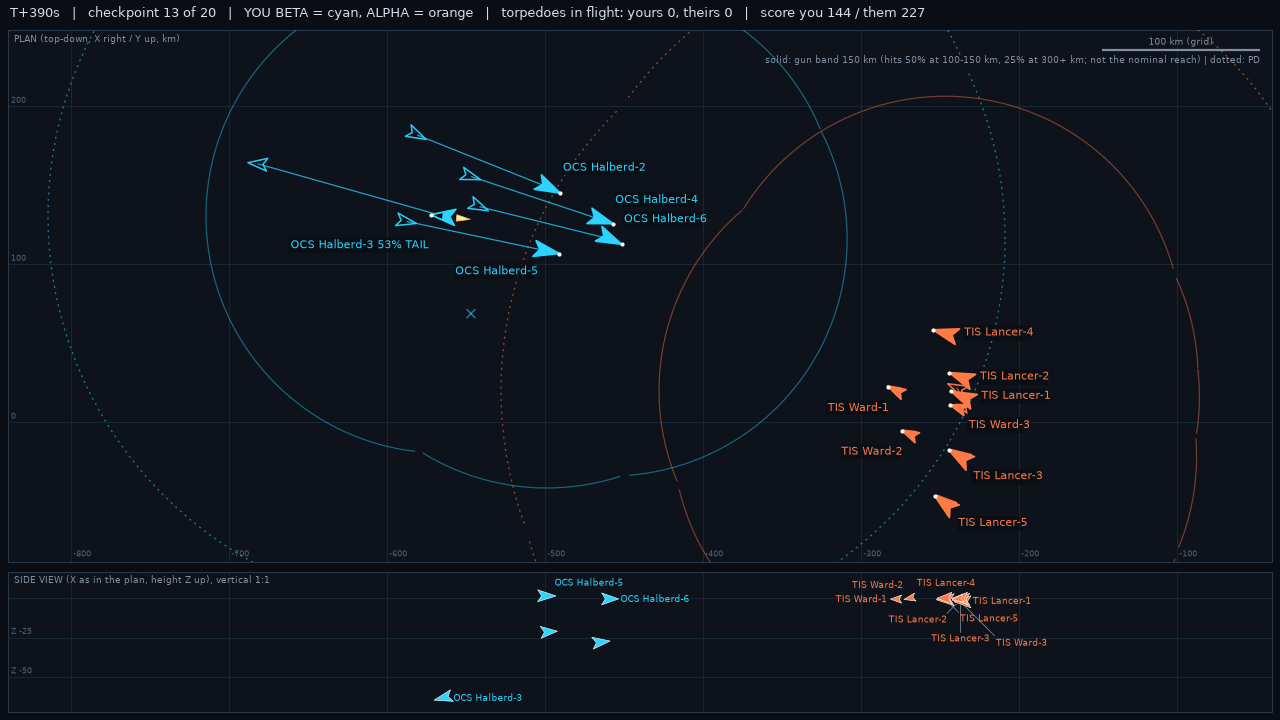 T+390s | checkpoint 13 of 20 | YOU BETA = cyan, ALPHA = orange | torpedoes in flight: yours 0, theirs 0 | score you 144 / them 227
PLAN (top-down: X right / Y up, km)
100 km (grid)
solid: gun band 150 km (hits 50% at 100-150 km, 25% at 300+ km; not the nominal reach) | dotted: PD
200
OCS Halberd-2
OCS Halberd-4
OCS Halberd-6
OCS Halberd-3 53% TAIL
OCS Halberd-5
100
TIS Lancer-4
TIS Lancer-2
TIS Lancer-1
TIS Ward-1
TIS Ward-3
0
TIS Ward-2
TIS Lancer-3
TIS Lancer-5
-800
-700
-600
-500
-400
-300
-200
-100
SIDE VIEW (X as in the plan, height Z up), vertical 1:1
OCS Halberd-5
TIS Ward-2
TIS Lancer-4
OCS Halberd-6
TIS Ward-1
TIS Lancer-1
TIS Lancer-2
TIS Lancer-5
Z -25
TIS Lancer-3
TIS Ward-3
Z -50
OCS Halberd-3